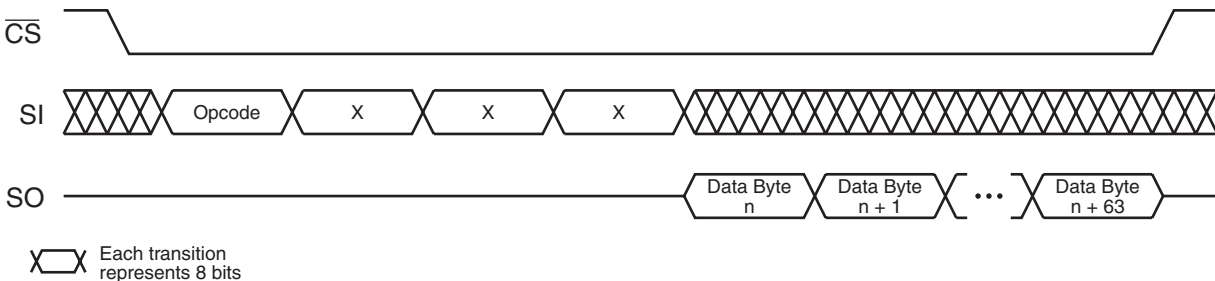 CS
SI
Opcode
X
X
X
SO
Data Byte
n
Data Byte
n + 1
•••
Data Byte
n + 63
Each transition
represents 8 bits